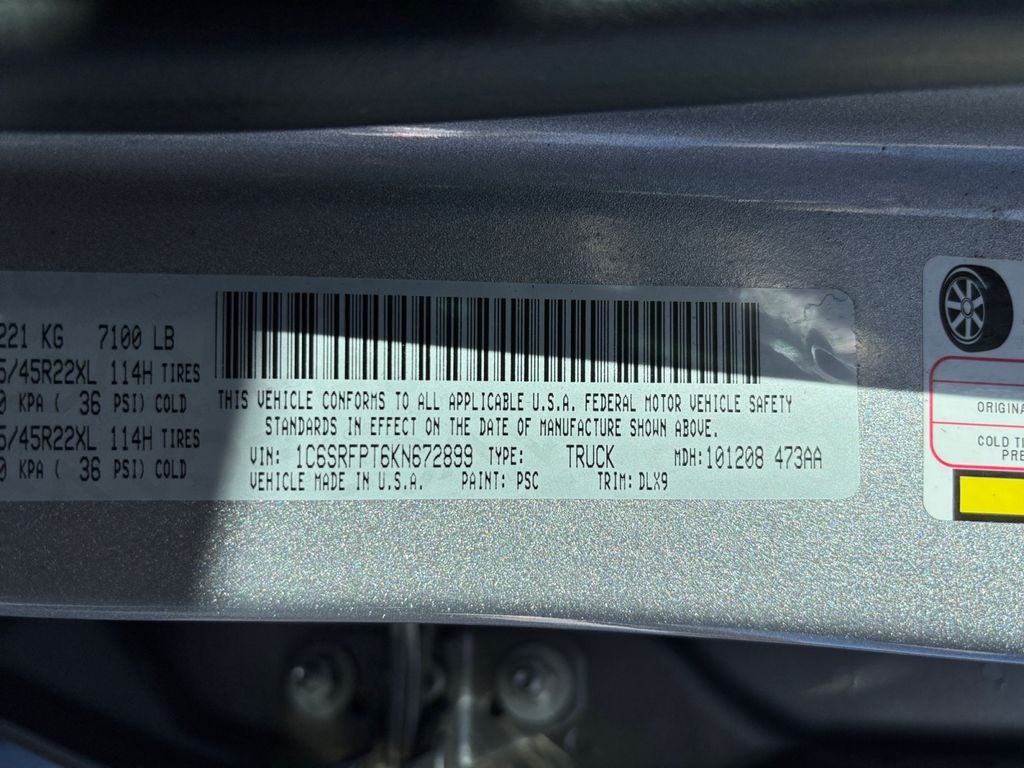 221 KG 7100 LB
5/45R22XL 114H TIRES
0 KPA ( 36 PSI) COLD
5/45R22XL 114H TIRES
0 KPA ( 36 PSI) COLD
THIS VEHICLE CONFORMS TO ALL APPLICABLE U.S.A. FEDERAL MOTOR VEHICLE SAFETY
STANDARDS IN EFFECT ON THE DATE OF MANUFACTURE SHOWN ABOVE.
VIN: 1C6SRFPT6KN672899 TYPE: TRUCK MDH: 101208 473AA
VEHICLE MADE IN U.S.A. PAINT: PSC TRIM: DLX9
ORIGINA
COLD TI
PRE